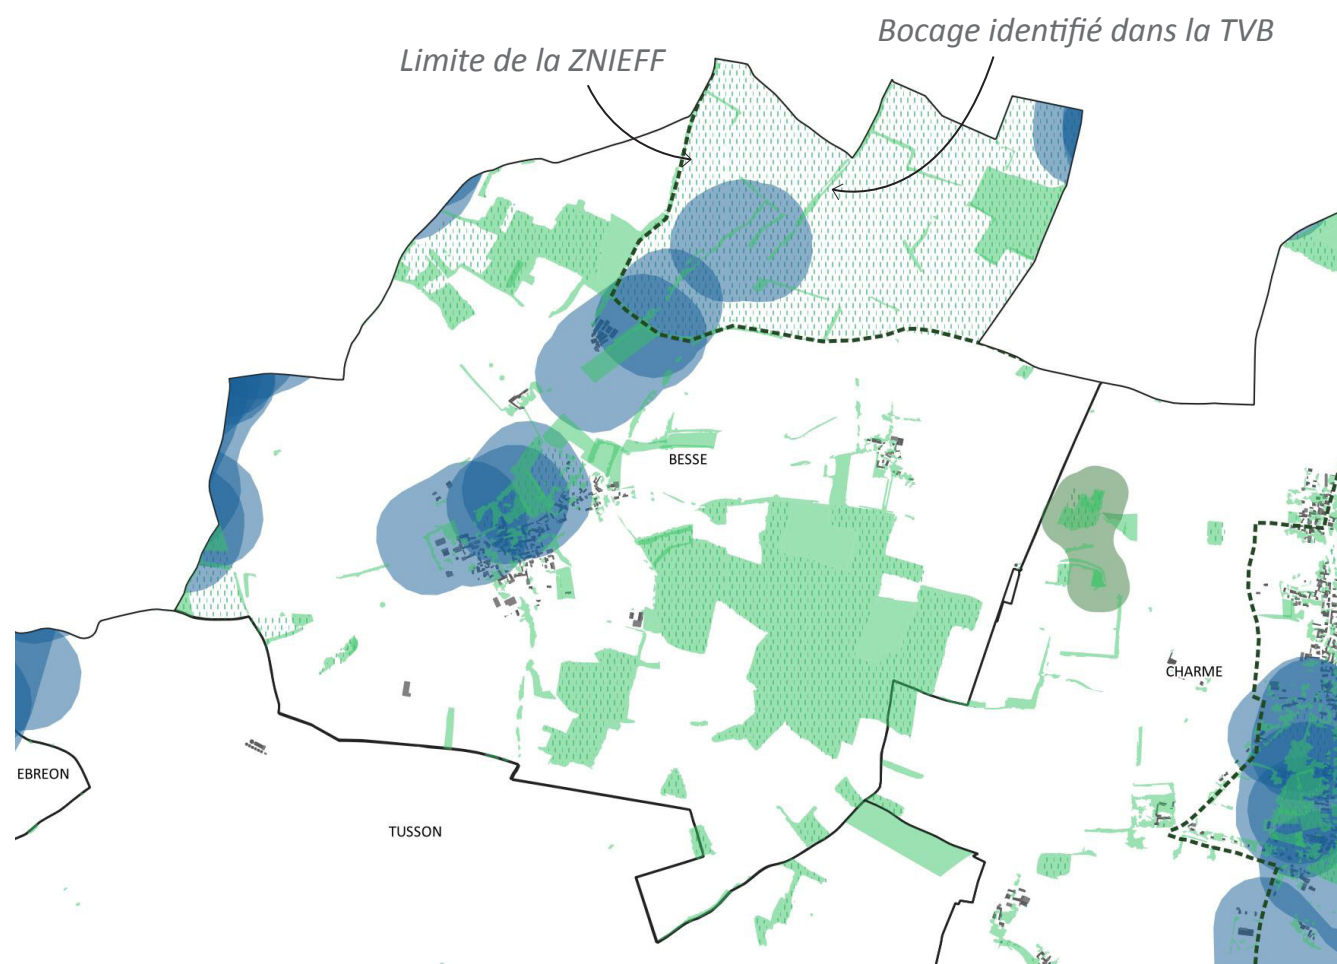 Bocage identifié dans la TVB
Limite de la ZNIEFF
BESSE
CHARME
EBREON
TUSSON